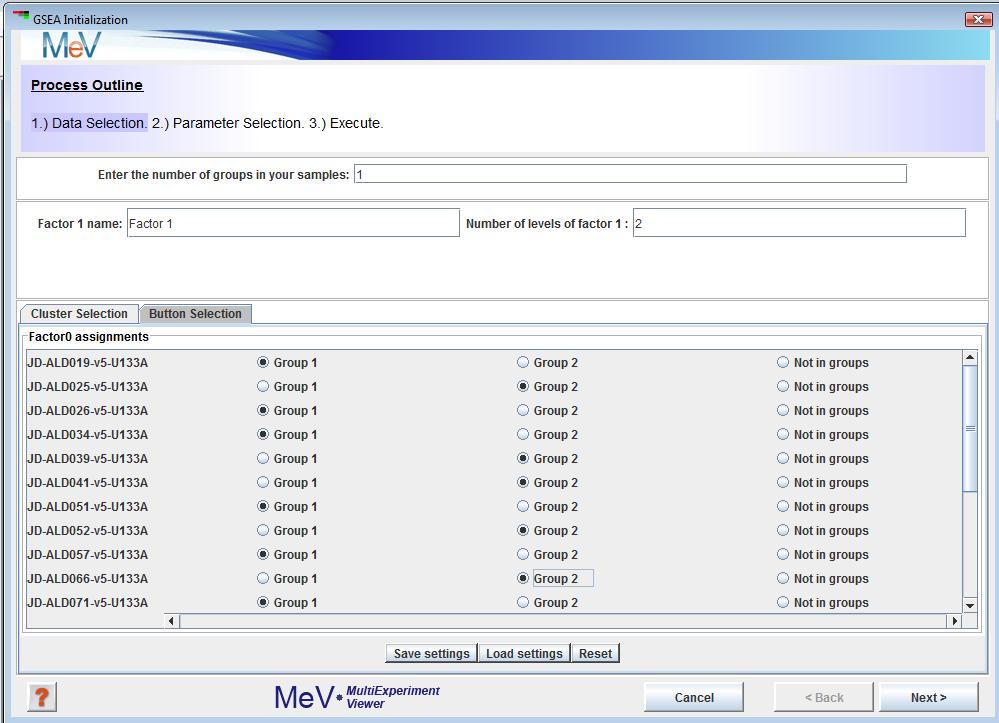 GSEA Initialization
MeV
Process Outline
1.) Data Selection. 2.) Parameter Selection. 3.) Execute.
Enter the number of groups in your samples: 1
Factor 1 name: Factor 1 Number of levels of factor 1 : 2
Cluster Selection Button Selection
Factor0 assignments
JD-ALD019-v5-U133A Group 1 Group 2 Not in groups
JD-ALD025-v5-U133A Group 1 Group 2 Not in groups
JD-ALD026-v5-U133A Group 1 Group 2 Not in groups
JD-ALD034-v5-U133A Group 1 Group 2 Not in groups
JD-ALD039-v5-U133A Group 1 Group 2 Not in groups
JD-ALD041-v5-U133A Group 1 Group 2 Not in groups
JD-ALD051-v5-U133A Group 1 Group 2 Not in groups
JD-ALD052-v5-U133A Group 1 Group 2 Not in groups
JD-ALD057-v5-U133A Group 1 Group 2 Not in groups
JD-ALD066-v5-U133A Group 1 Group 2 Not in groups
JD-ALD071-v5-U133A Group 1 Group 2 Not in groups
Save settings Load settings Reset
? MeV MultiExperiment Viewer Cancel < Back Next >